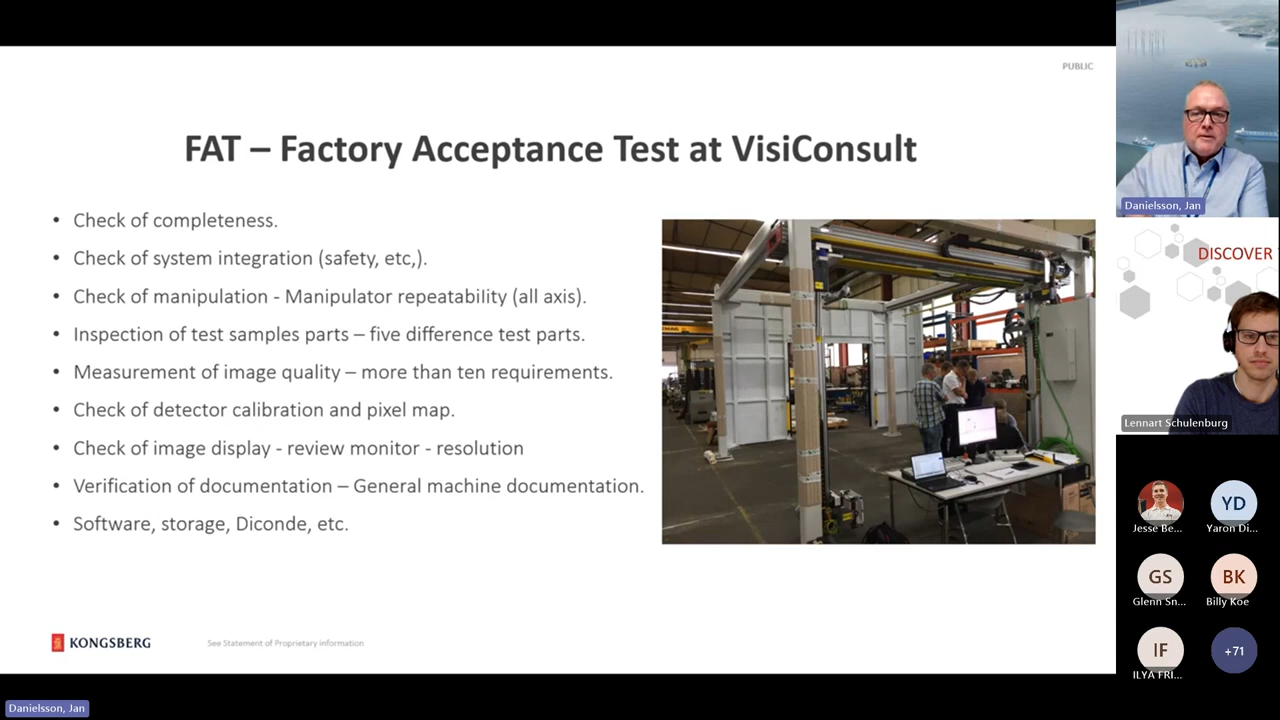 PUBLIC
FAT – Factory Acceptance Test at VisiConsult
• Check of completeness.
• Check of system integration (safety, etc,).
• Check of manipulation - Manipulator repeatability (all axis).
• Inspection of test samples parts – five difference test parts.
• Measurement of image quality – more than ten requirements.
• Check of detector calibration and pixel map.
• Check of image display - review monitor - resolution
• Verification of documentation – General machine documentation.
• Software, storage, Diconde, etc.
KONGSBERG
See Statement of Proprietary information
Danielsson, Jan
Danielsson, Jan
DISCOVER
Lennart Schulenburg
Jesse Be...
YD
Yaron Di...
GS
Glenn Sn...
BK
Billy Koe
IF
ILYA FRI...
+71